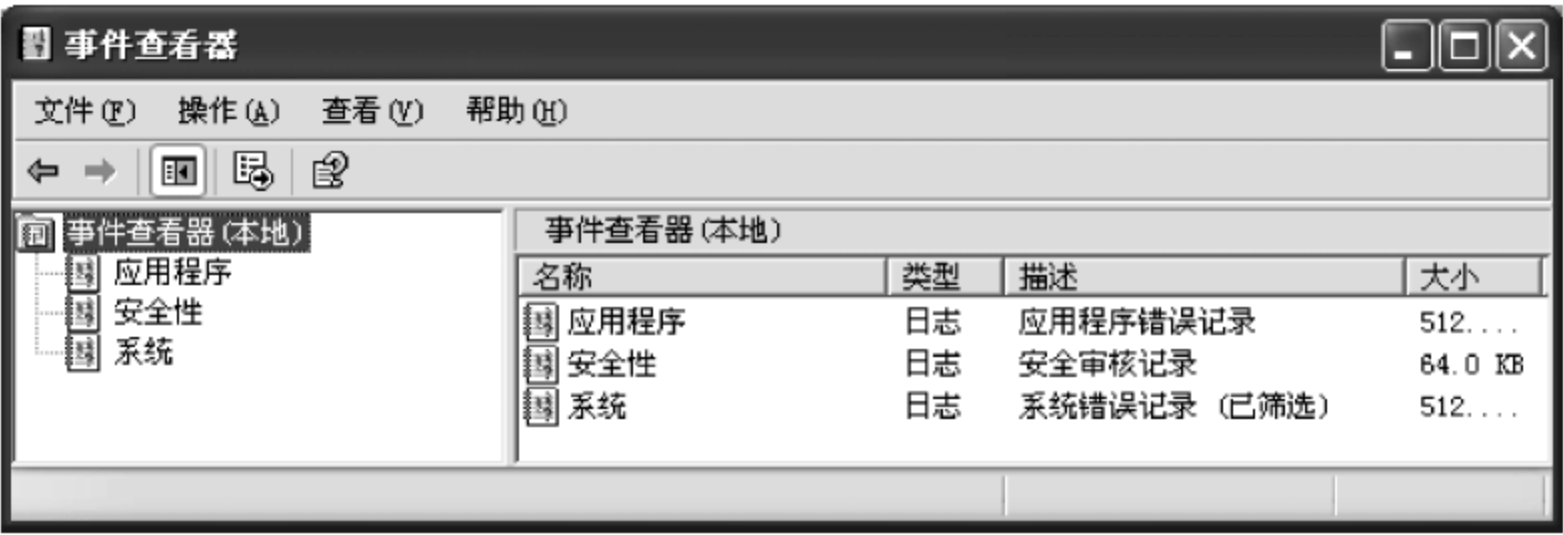 事件查看器
文件(F) 操作(A) 查看(V) 帮助(H)
事件查看器(本地)
应用程序
安全性
系统
事件查看器(本地)
名称 类型 描述 大小
应用程序 日志 应用程序错误记录 512....
安全性 日志 安全审核记录 64.0 KB
系统 日志 系统错误记录 (已筛选) 512....